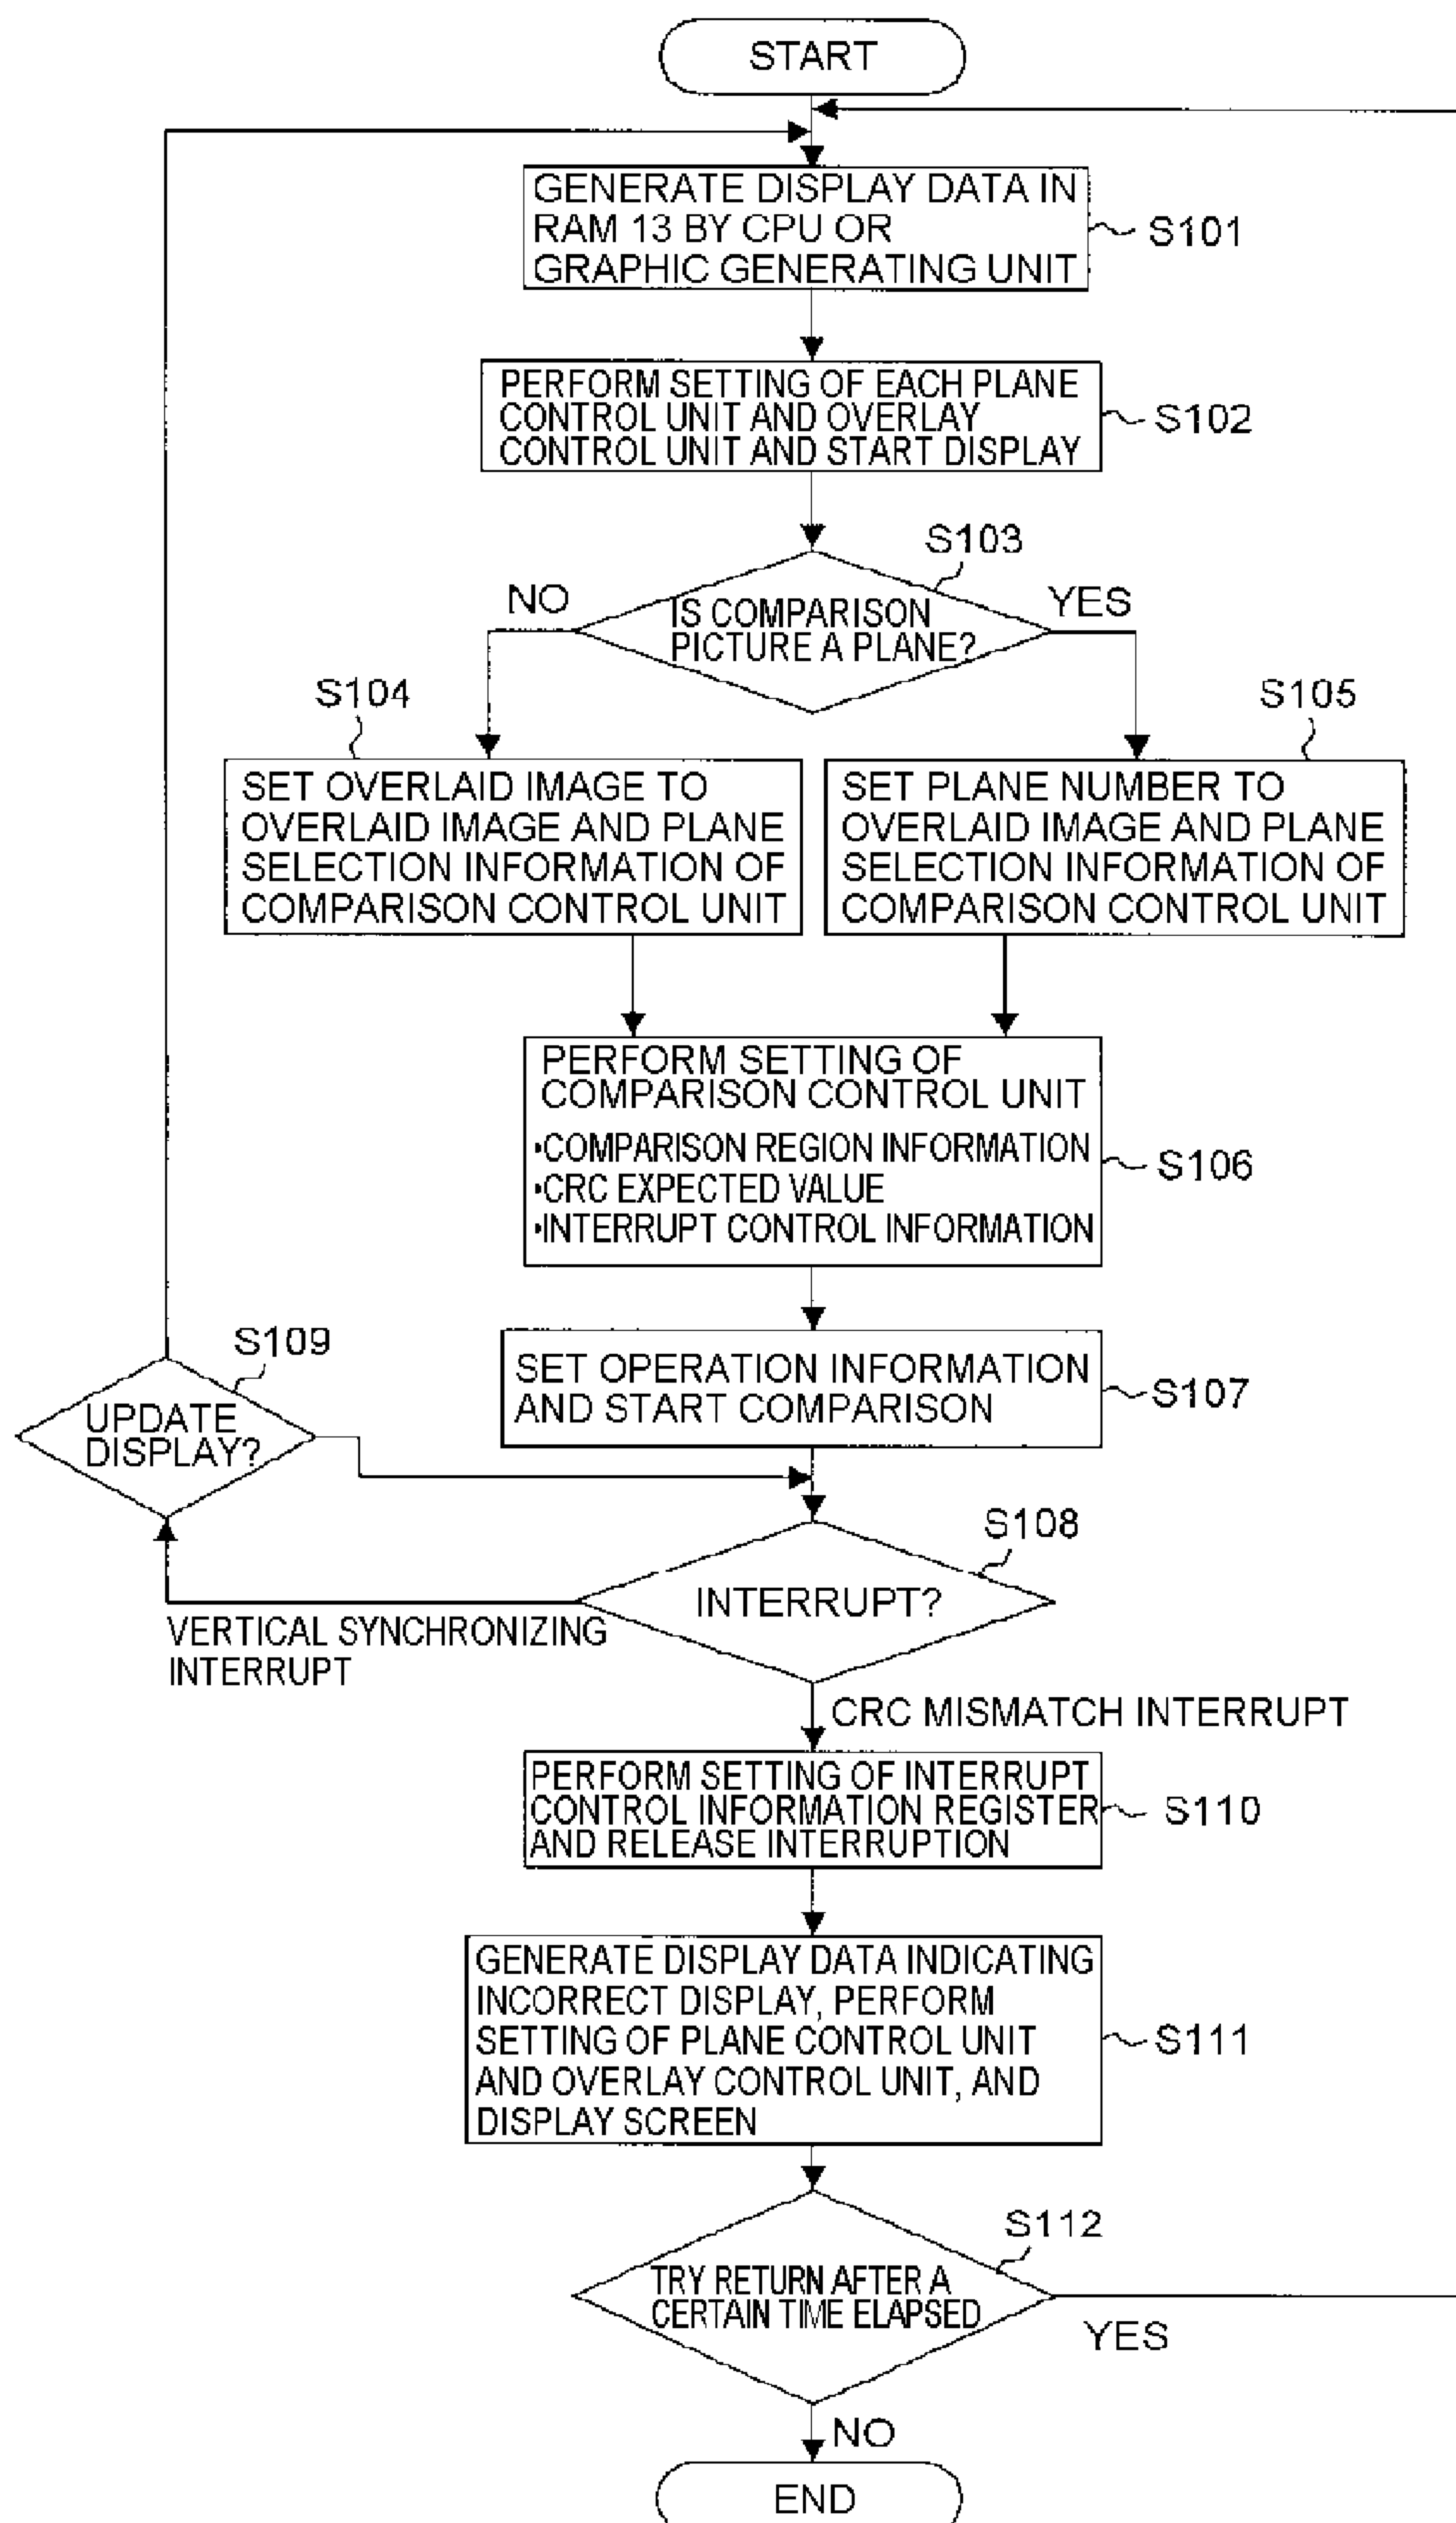 START
GENERATE DISPLAY DATA IN
RAM 13 BY CPU OR
GRAPHIC GENERATING UNIT
S101
PERFORM SETTING OF EACH PLANE
CONTROL UNIT AND OVERLAY
CONTROL UNIT AND START DISPLAY
S102
S103
NO
IS COMPARISON
PICTURE A PLANE?
YES
S104
SET OVERLAID IMAGE TO
OVERLAID IMAGE AND PLANE
SELECTION INFORMATION OF
COMPARISON CONTROL UNIT
S105
SET PLANE NUMBER TO
OVERLAID IMAGE AND PLANE
SELECTION INFORMATION OF
COMPARISON CONTROL UNIT
PERFORM SETTING OF
COMPARISON CONTROL UNIT
•COMPARISON REGION INFORMATION
•CRC EXPECTED VALUE
•INTERRUPT CONTROL INFORMATION
S106
SET OPERATION INFORMATION
AND START COMPARISON
S107
S109
UPDATE
DISPLAY?
S108
INTERRUPT?
VERTICAL SYNCHRONIZING
INTERRUPT
CRC MISMATCH INTERRUPT
PERFORM SETTING OF INTERRUPT
CONTROL INFORMATION REGISTER
AND RELEASE INTERRUPTION
S110
GENERATE DISPLAY DATA INDICATING
INCORRECT DISPLAY, PERFORM
SETTING OF PLANE CONTROL UNIT
AND OVERLAY CONTROL UNIT, AND
DISPLAY SCREEN
S111
S112
TRY RETURN AFTER A
CERTAIN TIME ELAPSED
YES
NO
END